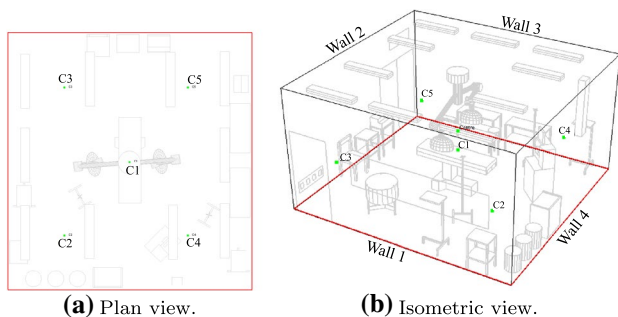 Wall 2
Wall 3
C3
C5
C5
C4
C1
C1
C3
C2
C2
C4
Wall 1
Wall 4
(a) Plan view.
(b) Isometric view.